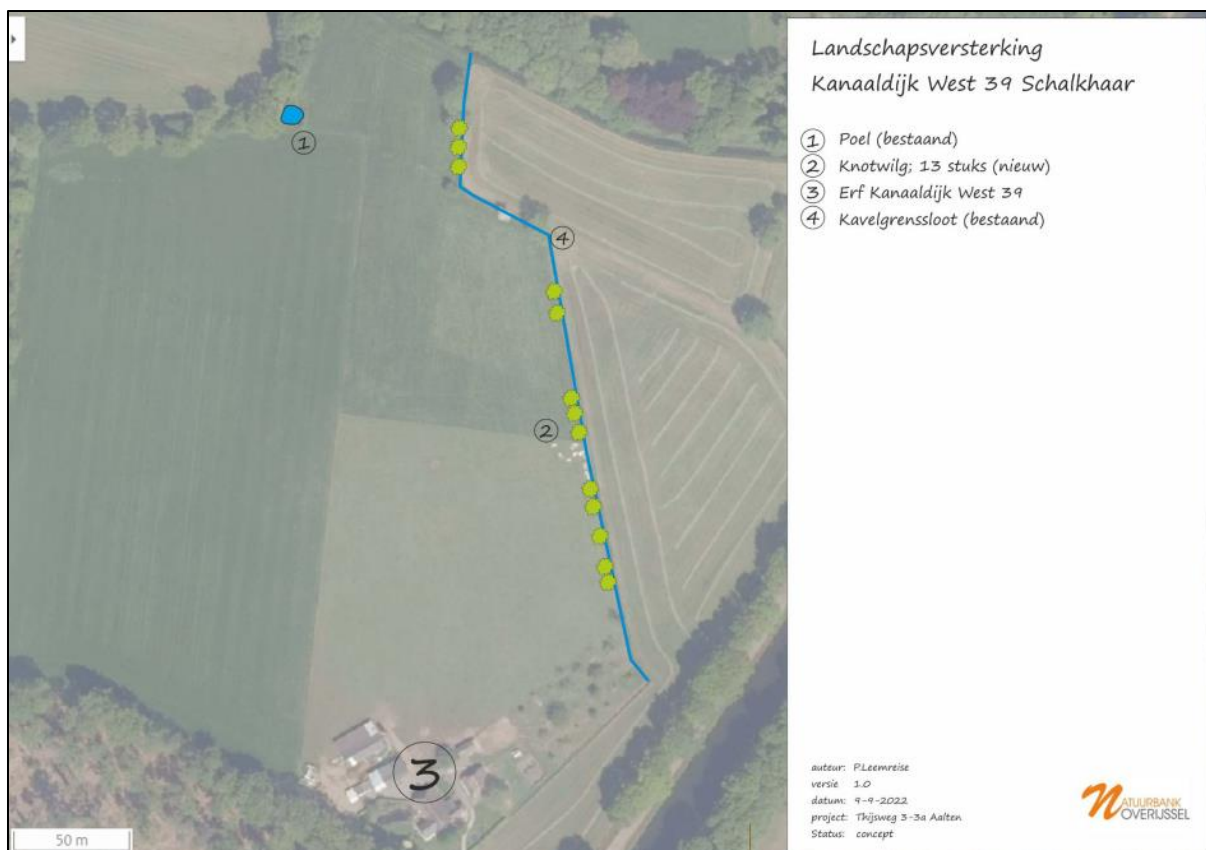 Landschapsversterking
Kanaaldijk West 39 Schalkhaar
1 Poel (bestaand)
2 Knotwilg; 13 stuks (nieuw)
3 Erf Kanaaldijk West 39
4 Kavelgrenssloot (bestaand)
1
4
2
3
50 m
auteur: P.Leemreise
versie 1.0
datum: 9-9-2022
project: Thijsweg 3-3a Aalten
Status: concept
NATUURBANK
OVERIJSSEL